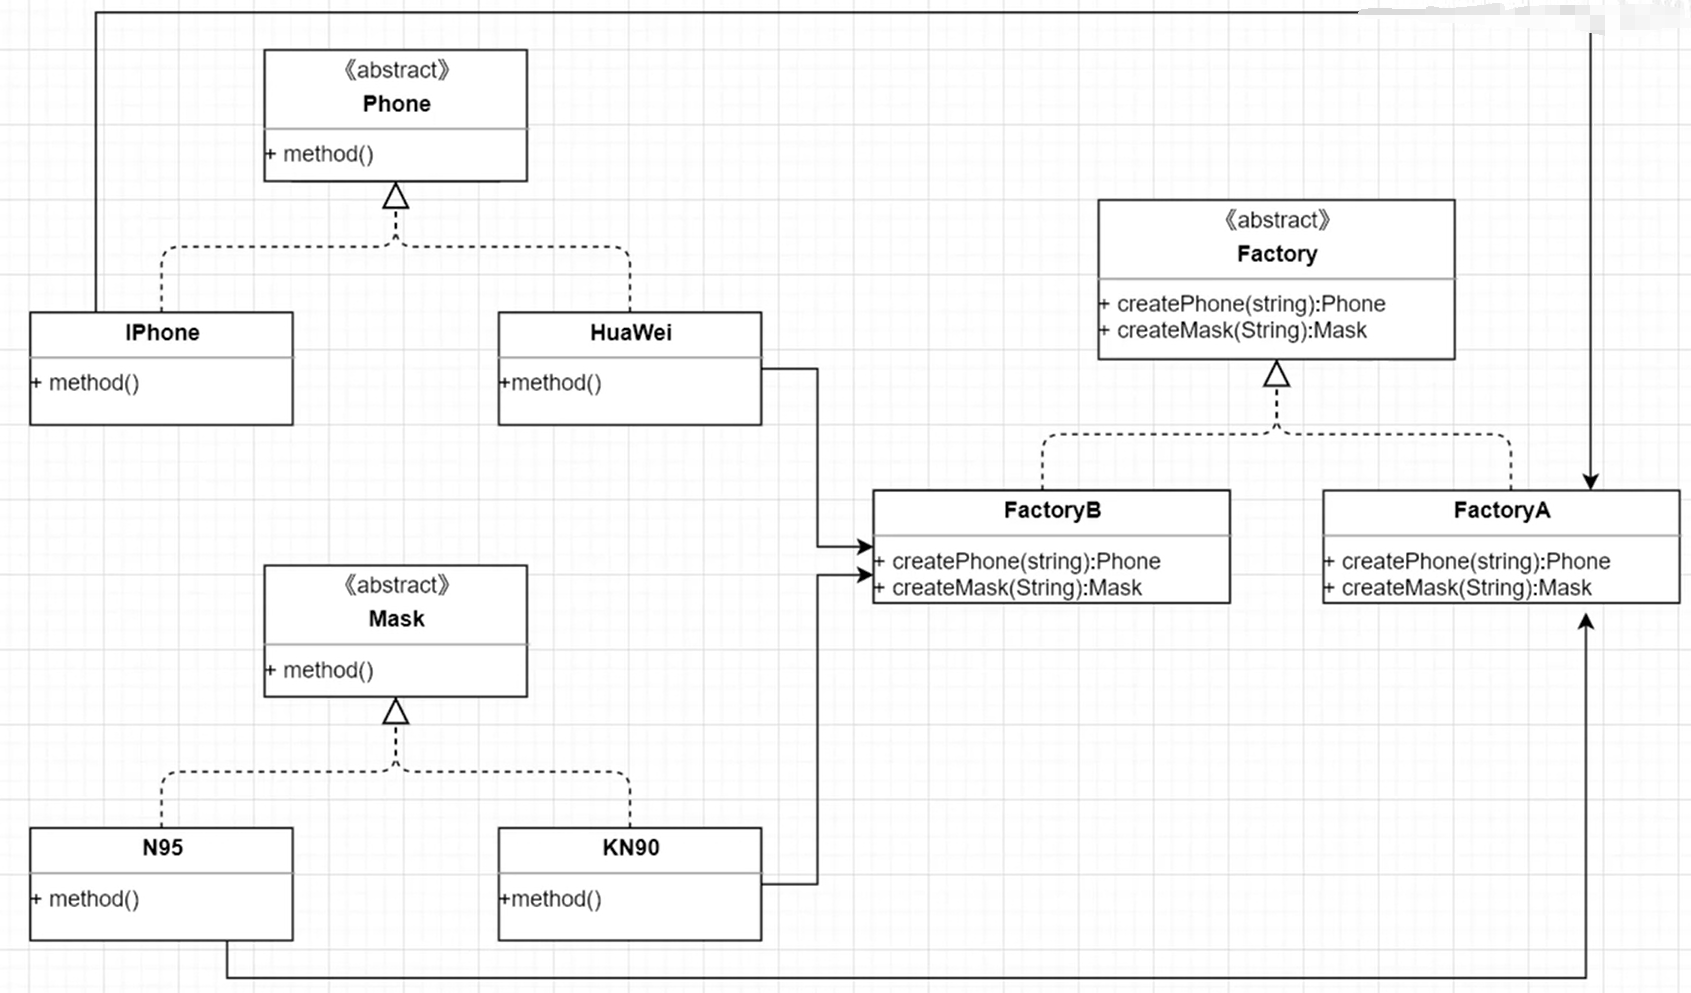 《abstract》
Phone
+ method()
IPhone
+ method()
HuaWei
+method()
《abstract》
Factory
+ createPhone(string):Phone
+ createMask(String):Mask
FactoryB
+ createPhone(string):Phone
+ createMask(String):Mask
FactoryA
+ createPhone(string):Phone
+ createMask(String):Mask
《abstract》
Mask
+ method()
N95
+ method()
KN90
+method()